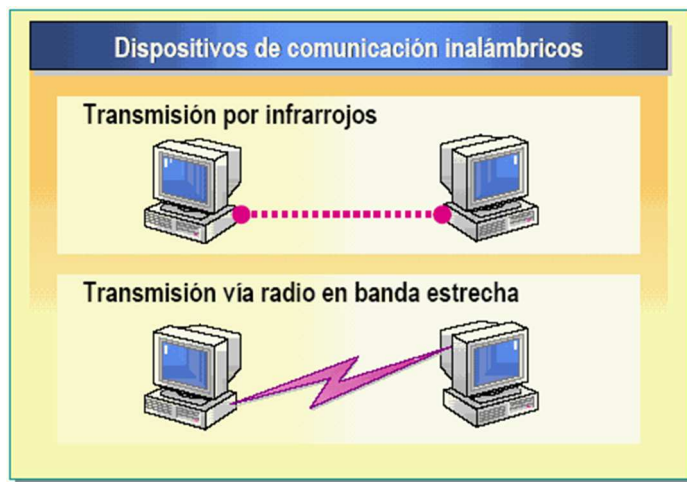 Dispositivos de comunicación inalámbricos
Transmisión por infrarrojos
Transmisión vía radio en banda estrecha